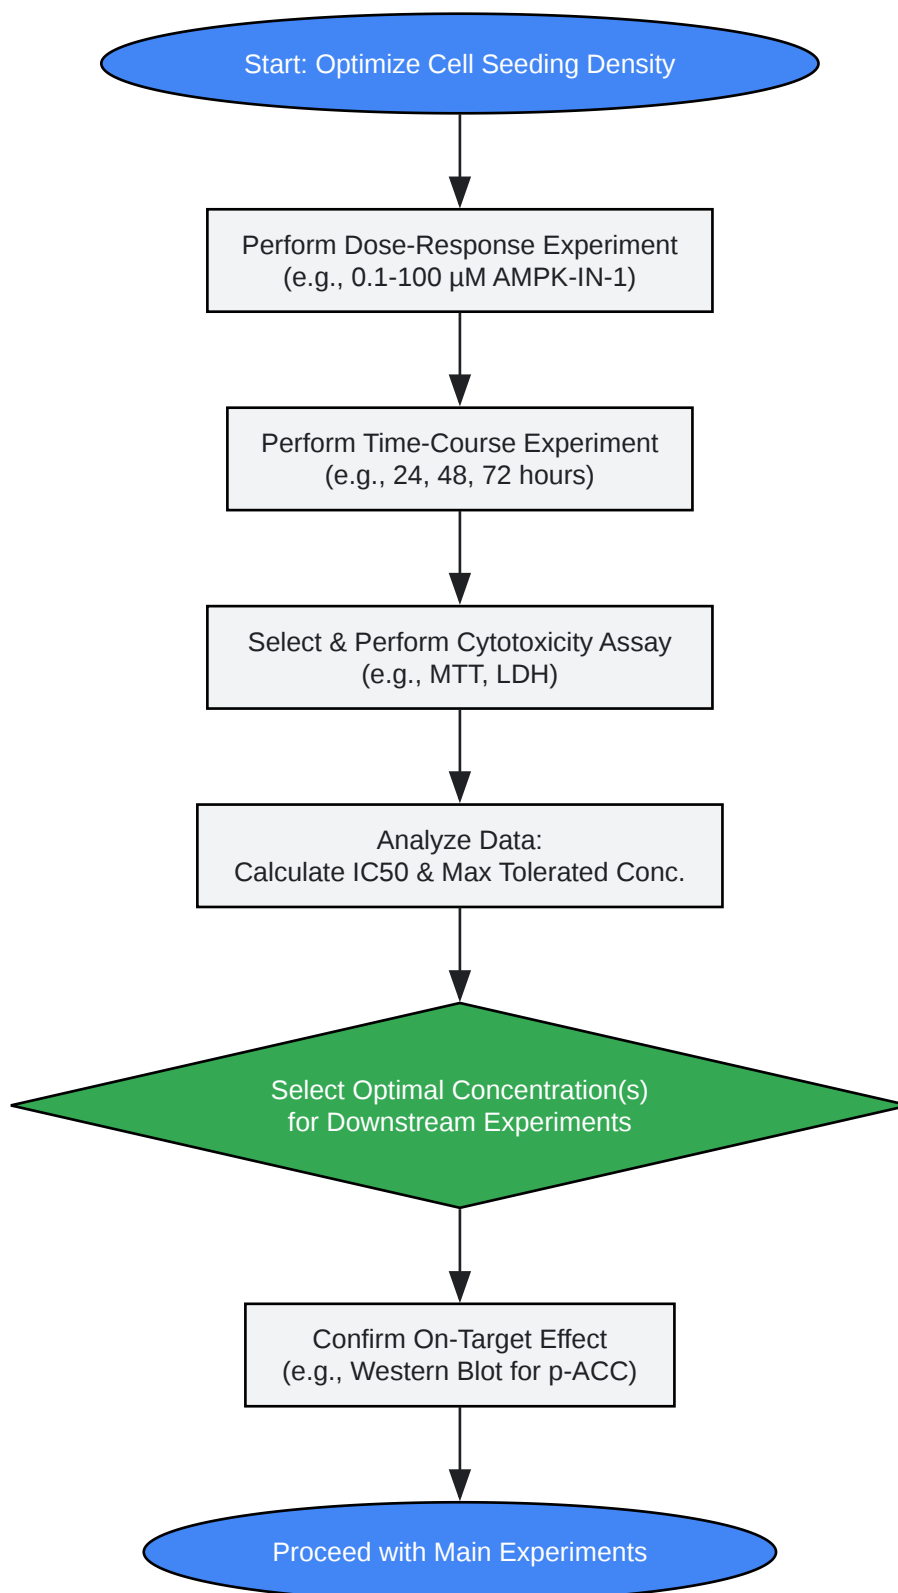 Start: Optimize Cell Seeding Density
Perform Dose-Response Experiment
(e.g., 0.1-100 µM AMPK-IN-1)
Perform Time-Course Experiment
(e.g., 24, 48, 72 hours)
Select & Perform Cytotoxicity Assay
(e.g., MTT, LDH)
Analyze Data:
Calculate IC50 & Max Tolerated Conc.
Select Optimal Concentration(s)
for Downstream Experiments
Confirm On-Target Effect
(e.g., Western Blot for p-ACC)
Proceed with Main Experiments